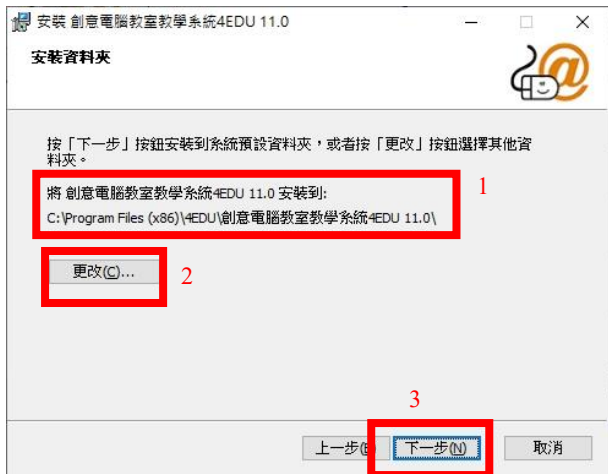 安裝 創意電腦教室教學系統4EDU 11.0
安裝資料夾
按「下一步」按鈕安裝到系統預設資料夾，或者按「更改」按鈕選擇其他資
料夾。
將 創意電腦教室教學系統4EDU 11.0 安裝到:
1
C:\Program Files (x86)\4EDU\創意電腦教室教學系統4EDU 11.0\
更改(C)...
2
3
上一步(
下一步(N)
取消